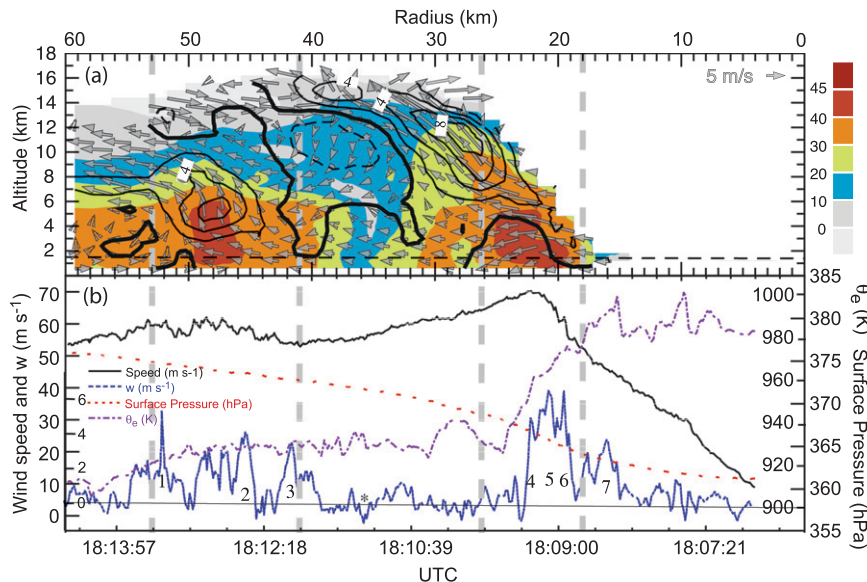 Radius (km)
60 50 40 30 20 10 0
18
16
14
12
10
8
6
4
2
Altitude (km)
(a)
5 m/s
4
4
4
8
45
40
30
20
10
0
(b)
70
60
50
40
30
20
10
0
6
4
2
0
Wind speed and w (m s-1)
Speed (m s-1)
w (m s-1)
Surface Pressure (hPa)
θe (K)
1 2 3 * 4 5 6 7
1000
980
960
940
920
900
385
380
375
370
365
360
355
θe (K)
Surface Pressure (hPa)
18:13:57 18:12:18 18:10:39 18:09:00 18:07:21
UTC